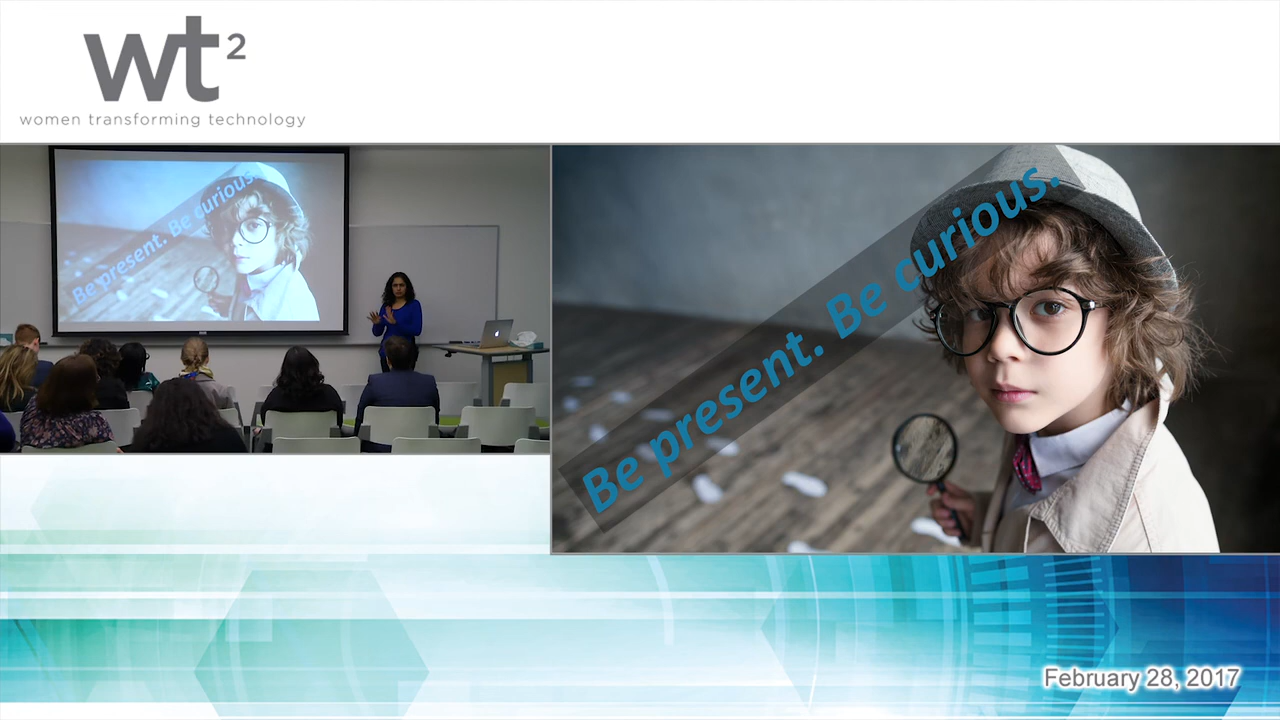 wt2
women transforming technology
Be present. Be curious.
Be present. Be curious.
February 28, 2017